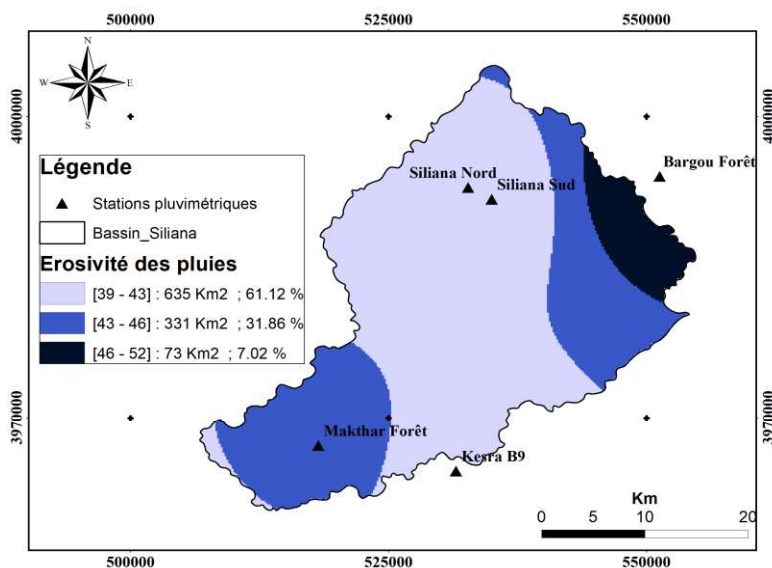 500000 525000 550000
N
W E
S
4000000 4000000
Légende
Stations pluvimétriques
Bassin_Siliana
Erosivité des pluies
[39 - 43] : 635 Km2 ; 61.12 %
[43 - 46] : 331 Km2 ; 31.86 %
[46 - 52] : 73 Km2 ; 7.02 %
Bargou Forêt
Siliana Nord
Siliana Sud
3970000 3970000
Makthar Forêt
Kesra B9
Km
0 5 10 20
500000 525000 550000